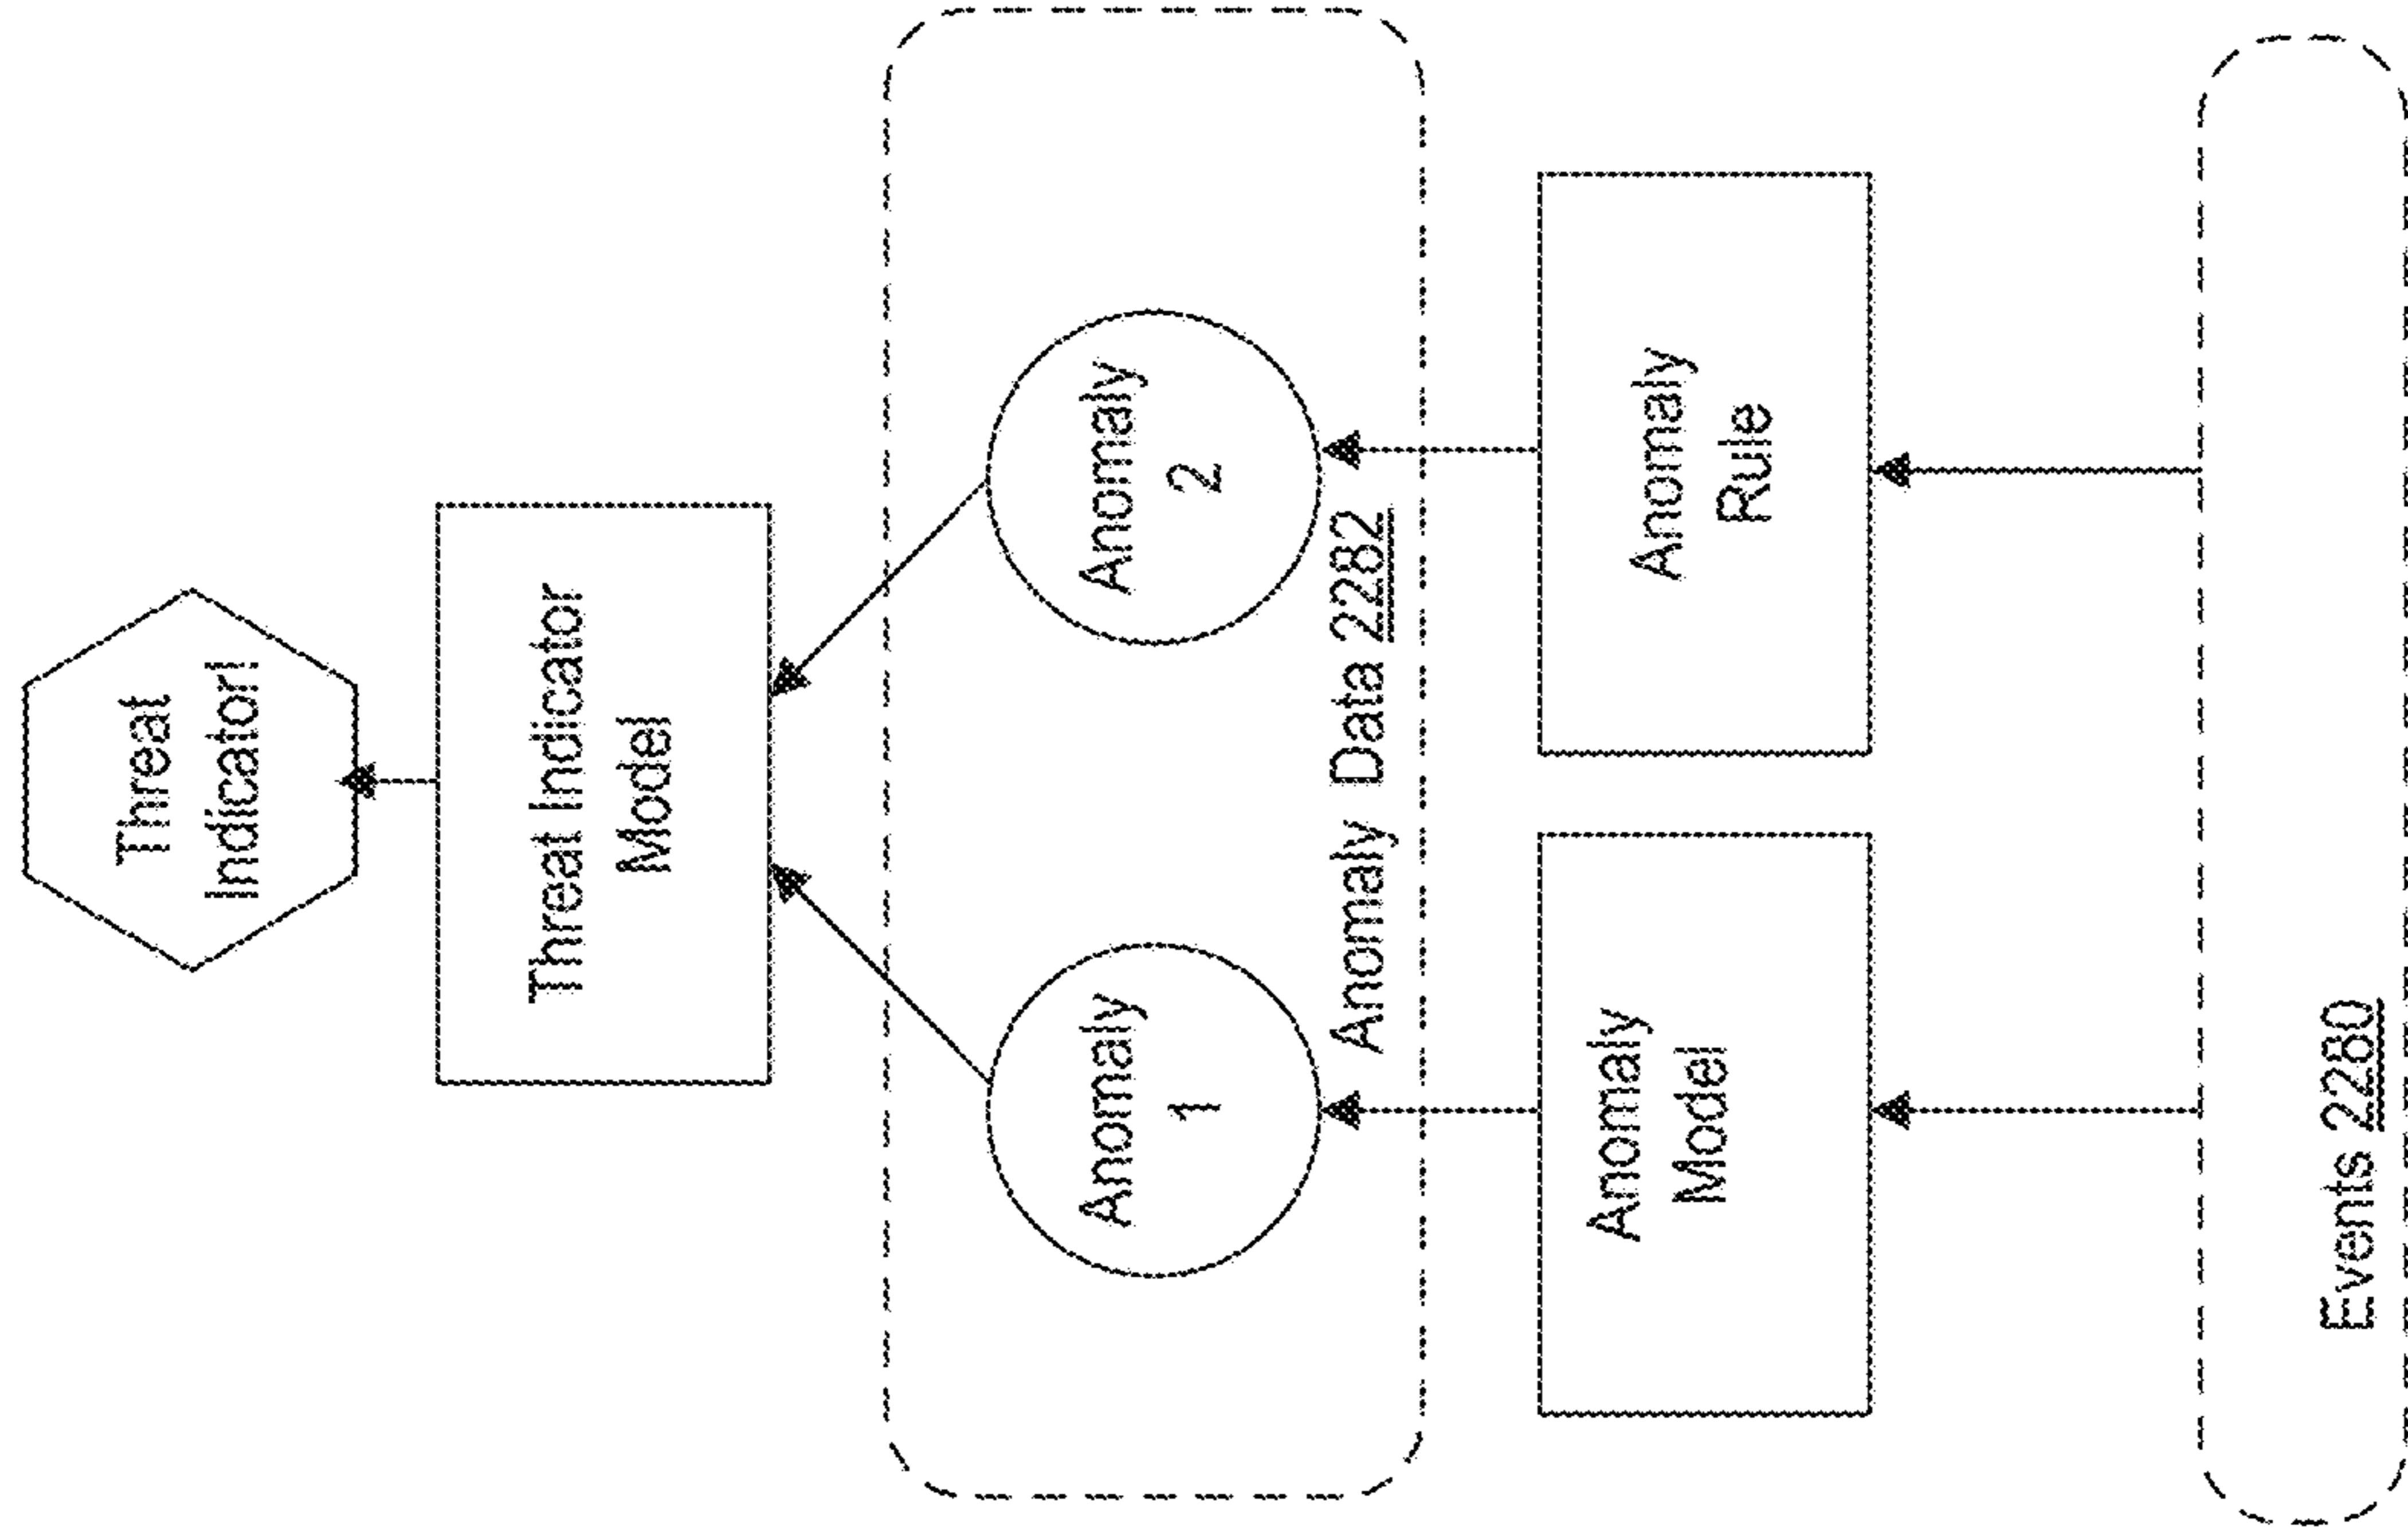 Threat
Indicator!
Threat Indicator
Model
Anomaly
1
Anomaly
2
Anomaly Data 2282
Anomaly
Model
Anomaly
Rule
Events 2280